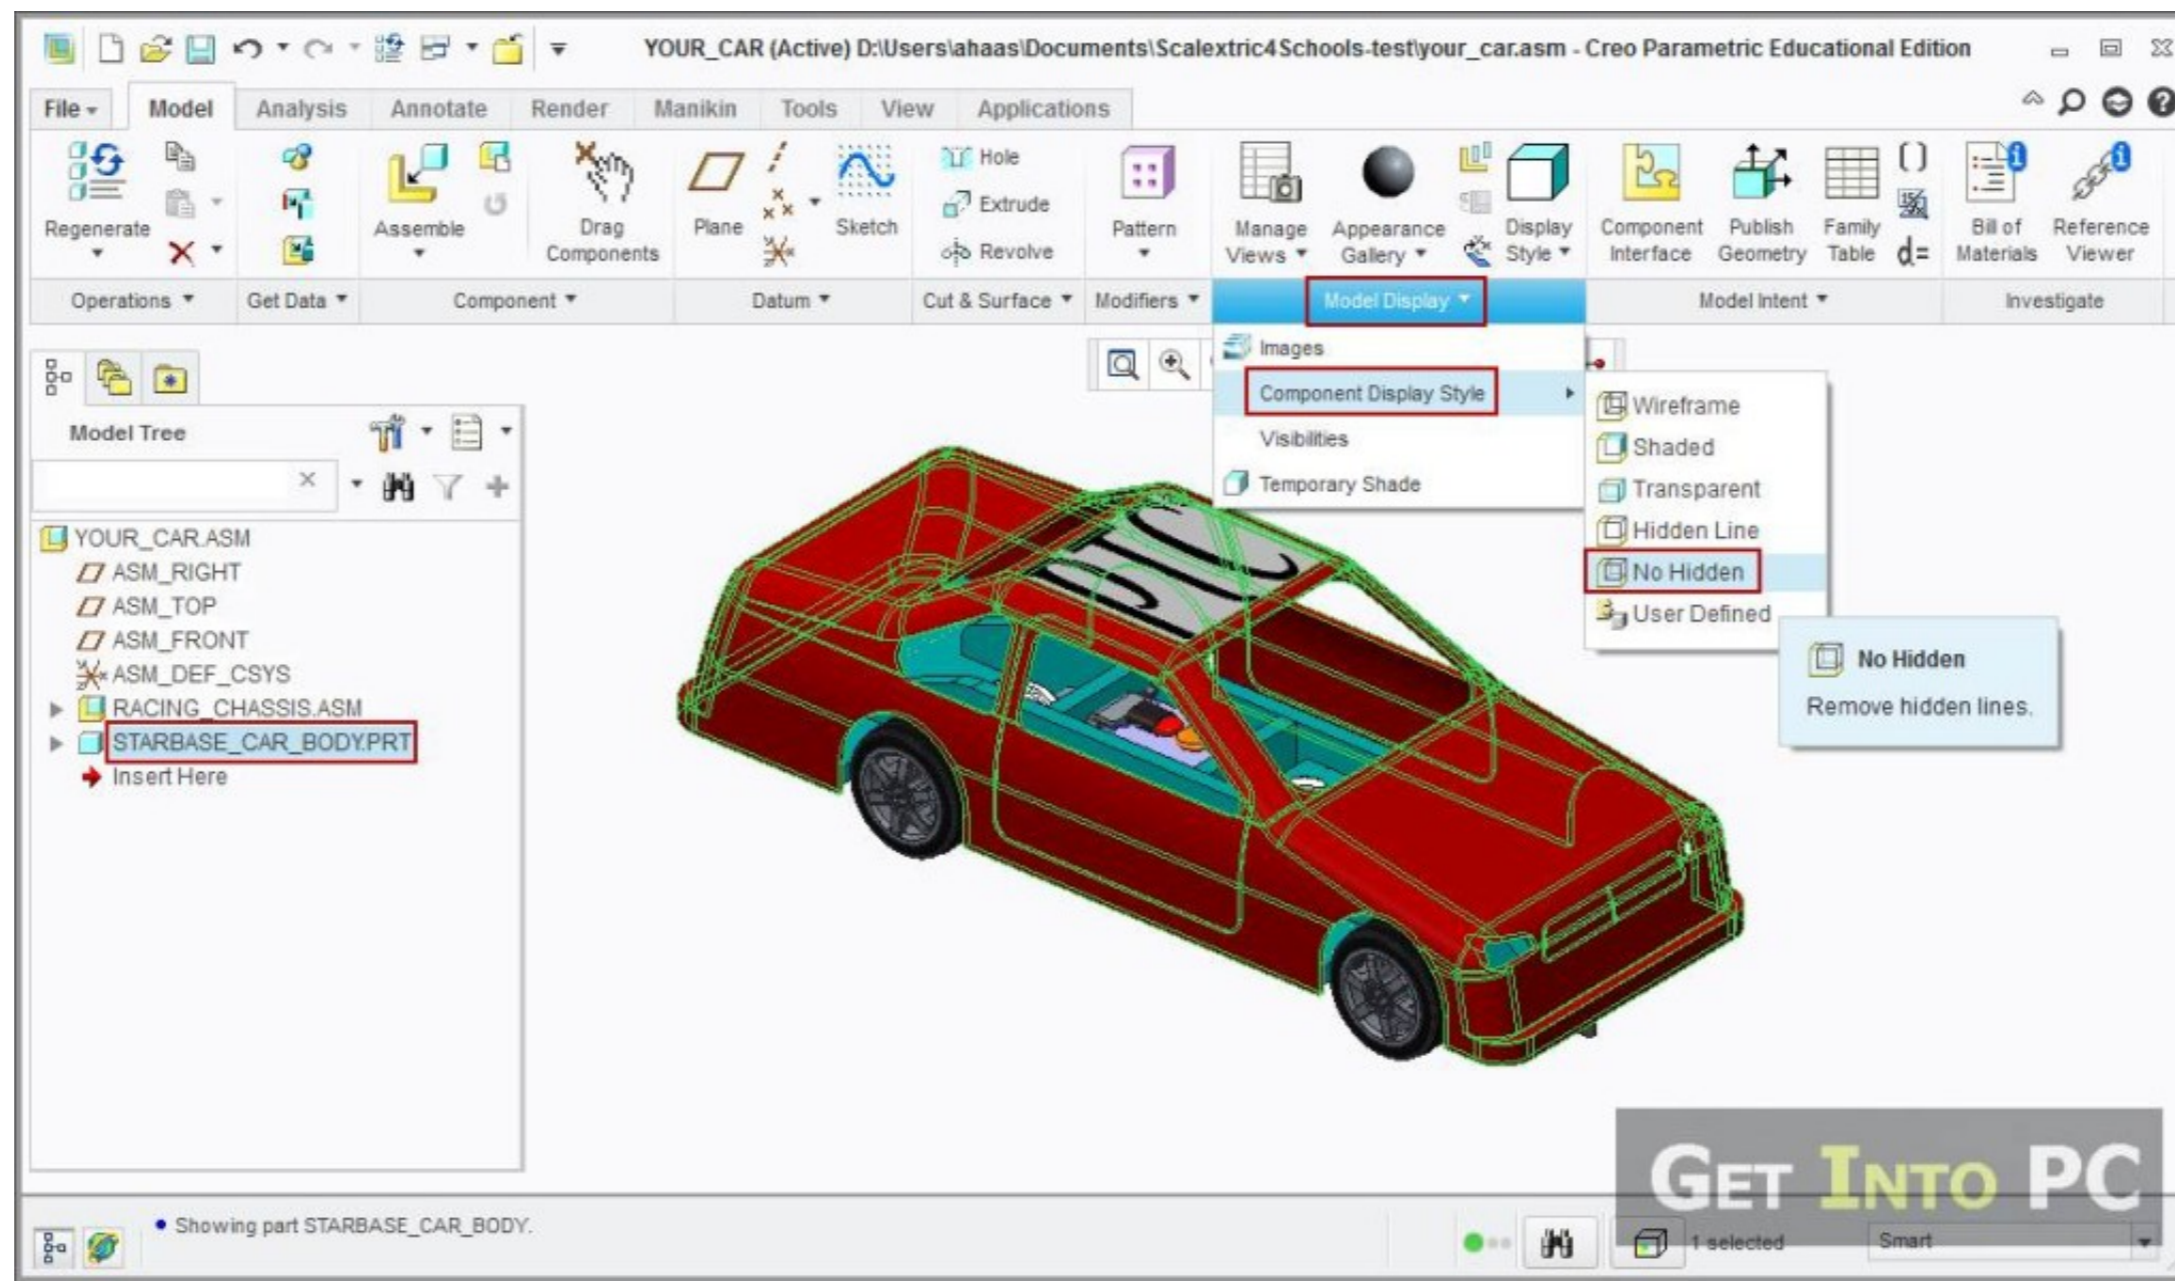 YOUR_CAR (Active) D:\Users\ahaas\Documents\Scalextric4Schools-test\your_car.asm - Creo Parametric Educational Edition
File Model Analysis Annotate Render Manikin Tools View Applications
Regenerate
Assemble
Drag Components
Plane
Sketch
Hole
Extrude
Revolve
Pattern
Manage Views
Appearance Gallery
Display Style
Component Interface
Publish Geometry
Family Table
d=
Bill of Materials
Reference Viewer
Operations Get Data Component Datum Cut & Surface Modifiers Model Display Model Intent Investigate
Images
Component Display Style
Visibilities
Temporary Shade
Wireframe
Shaded
Transparent
Hidden Line
No Hidden
User Defined
No Hidden
Remove hidden lines.
Model Tree
YOUR_CAR.ASM
ASM_RIGHT
ASM_TOP
ASM_FRONT
ASM_DEF_CSYS
RACING_CHASSIS.ASM
STARBASE_CAR_BODY.PRT
Insert Here
PTC
GET INTO PC
Showing part STARBASE_CAR_BODY.
1 selected
Smart